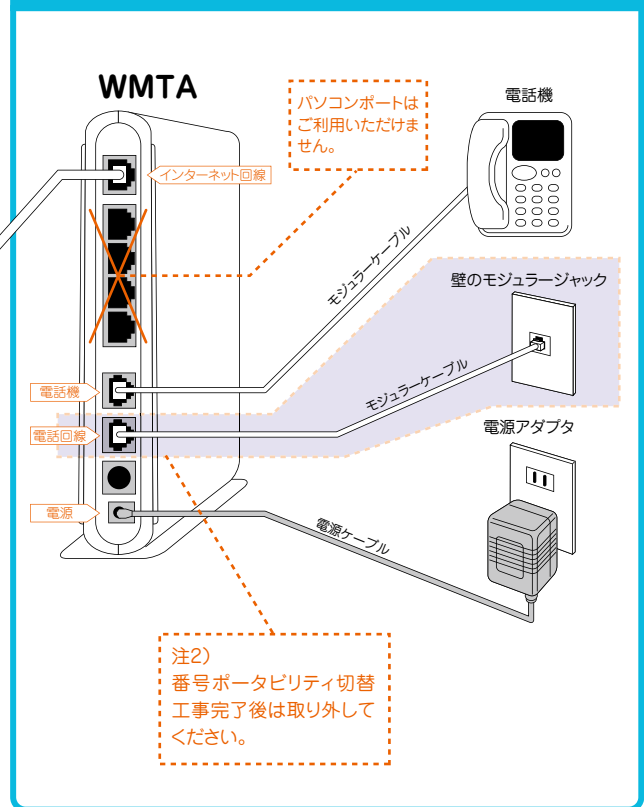 WMTA
パソコンポートは
ご利用いただけま
せん。
電話機
インターネット回線
モジュラーケーブル
壁のモジュラージャック
電話機
モジュラーケーブル
電話回線
電源アダプタ
電源
電源ケーブル
注2)
番号ポータビリティ切替
工事完了後は取り外して
ください。